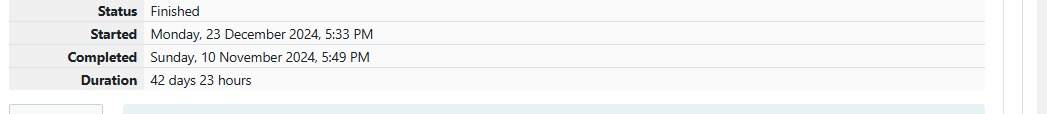 Status Finished
Started Monday, 23 December 2024, 5:33 PM
Completed Sunday, 10 November 2024, 5:49 PM
Duration 42 days 23 hours